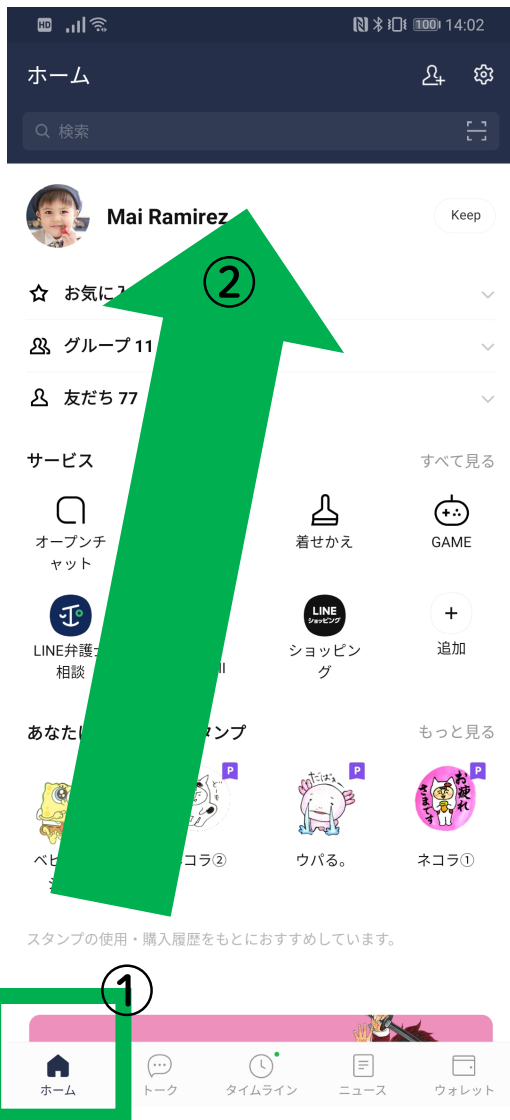 HD 100 14:02
ホーム
検索
Mai Ramirez
Keep
②
お気に入
グループ 11
友だち 77
サービス
すべて見る
オープンチ
ャット
着せかえ
GAME
LINE弁護士
相談
LINE
ショッピング
ショッピン
グ
追加
あなた
タンプ
もっと見る
P
どーも
P
たはぁ~
P
お疲れ
さまです
ベビ
コラ②
ウパる。
ネコラ①
スタンプの使用・購入履歴をもとにおすすめしています。
①
ホーム
トーク
タイムライン
ニュース
ウォレット